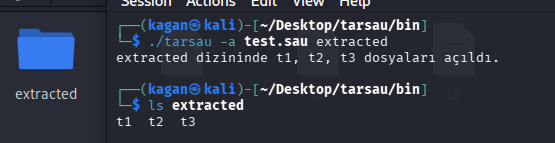 Session Actions Edit View Help
┌──(kagan㉿kali)-[~/Desktop/tarsau/bin]
└─$ ./tarsau -a test.sau extracted
extracted dizininde t1, t2, t3 dosyaları açıldı.
┌──(kagan㉿kali)-[~/Desktop/tarsau/bin]
└─$ ls extracted
t1 t2 t3
extracted